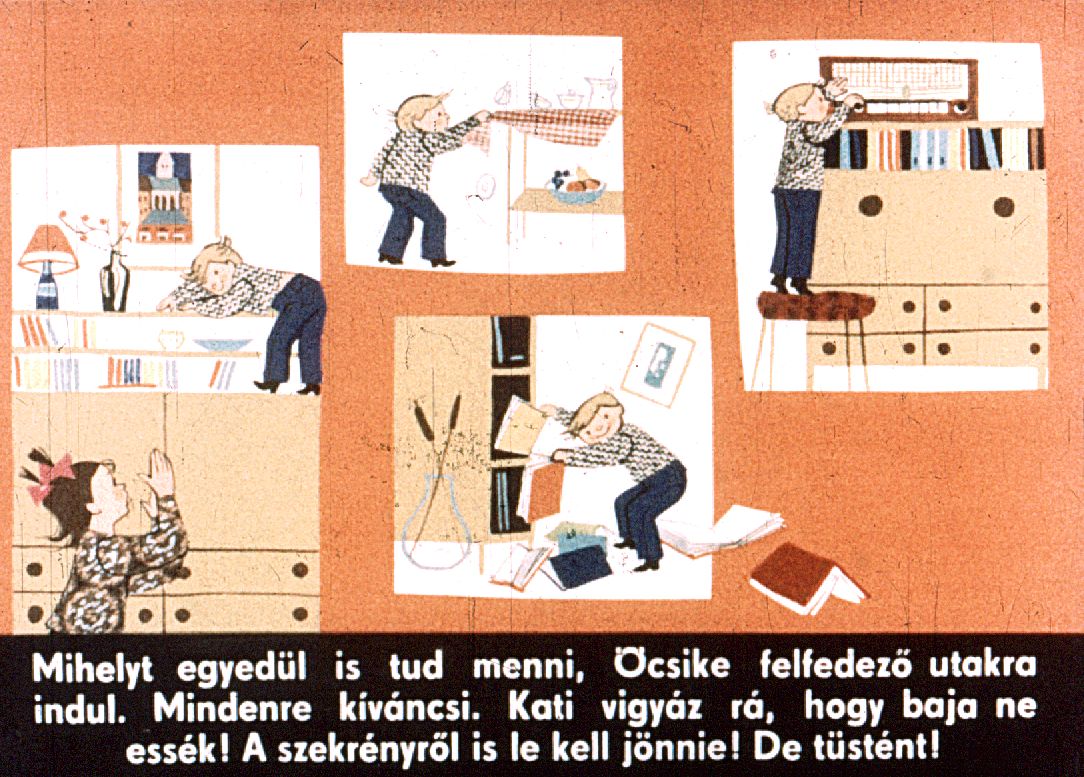 Mihelyt egyedül is tud menni, Öcsike felfedező utakra
indul. Mindenre kíváncsi. Kati vigyáz rá, hogy baja ne
essék! A szekrényről is le kell jönnie! De tüstént!